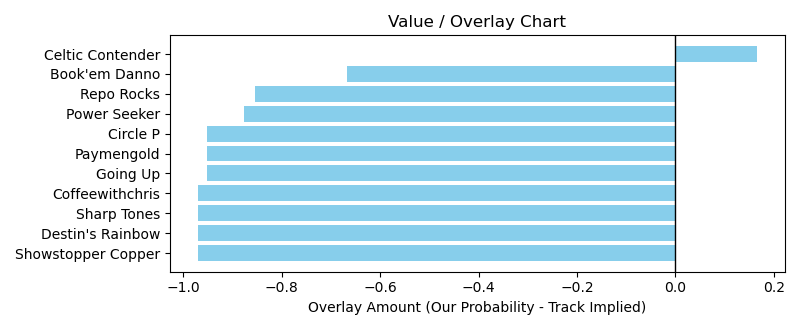 Value / Overlay Chart
Celtic Contender
Book'em Danno
Repo Rocks
Power Seeker
Circle P
Paymengold
Going Up
Coffeewithchris
Sharp Tones
Destin's Rainbow
Showstopper Copper
−1.0 −0.8 −0.6 −0.4 −0.2 0.0 0.2
Overlay Amount (Our Probability - Track Implied)